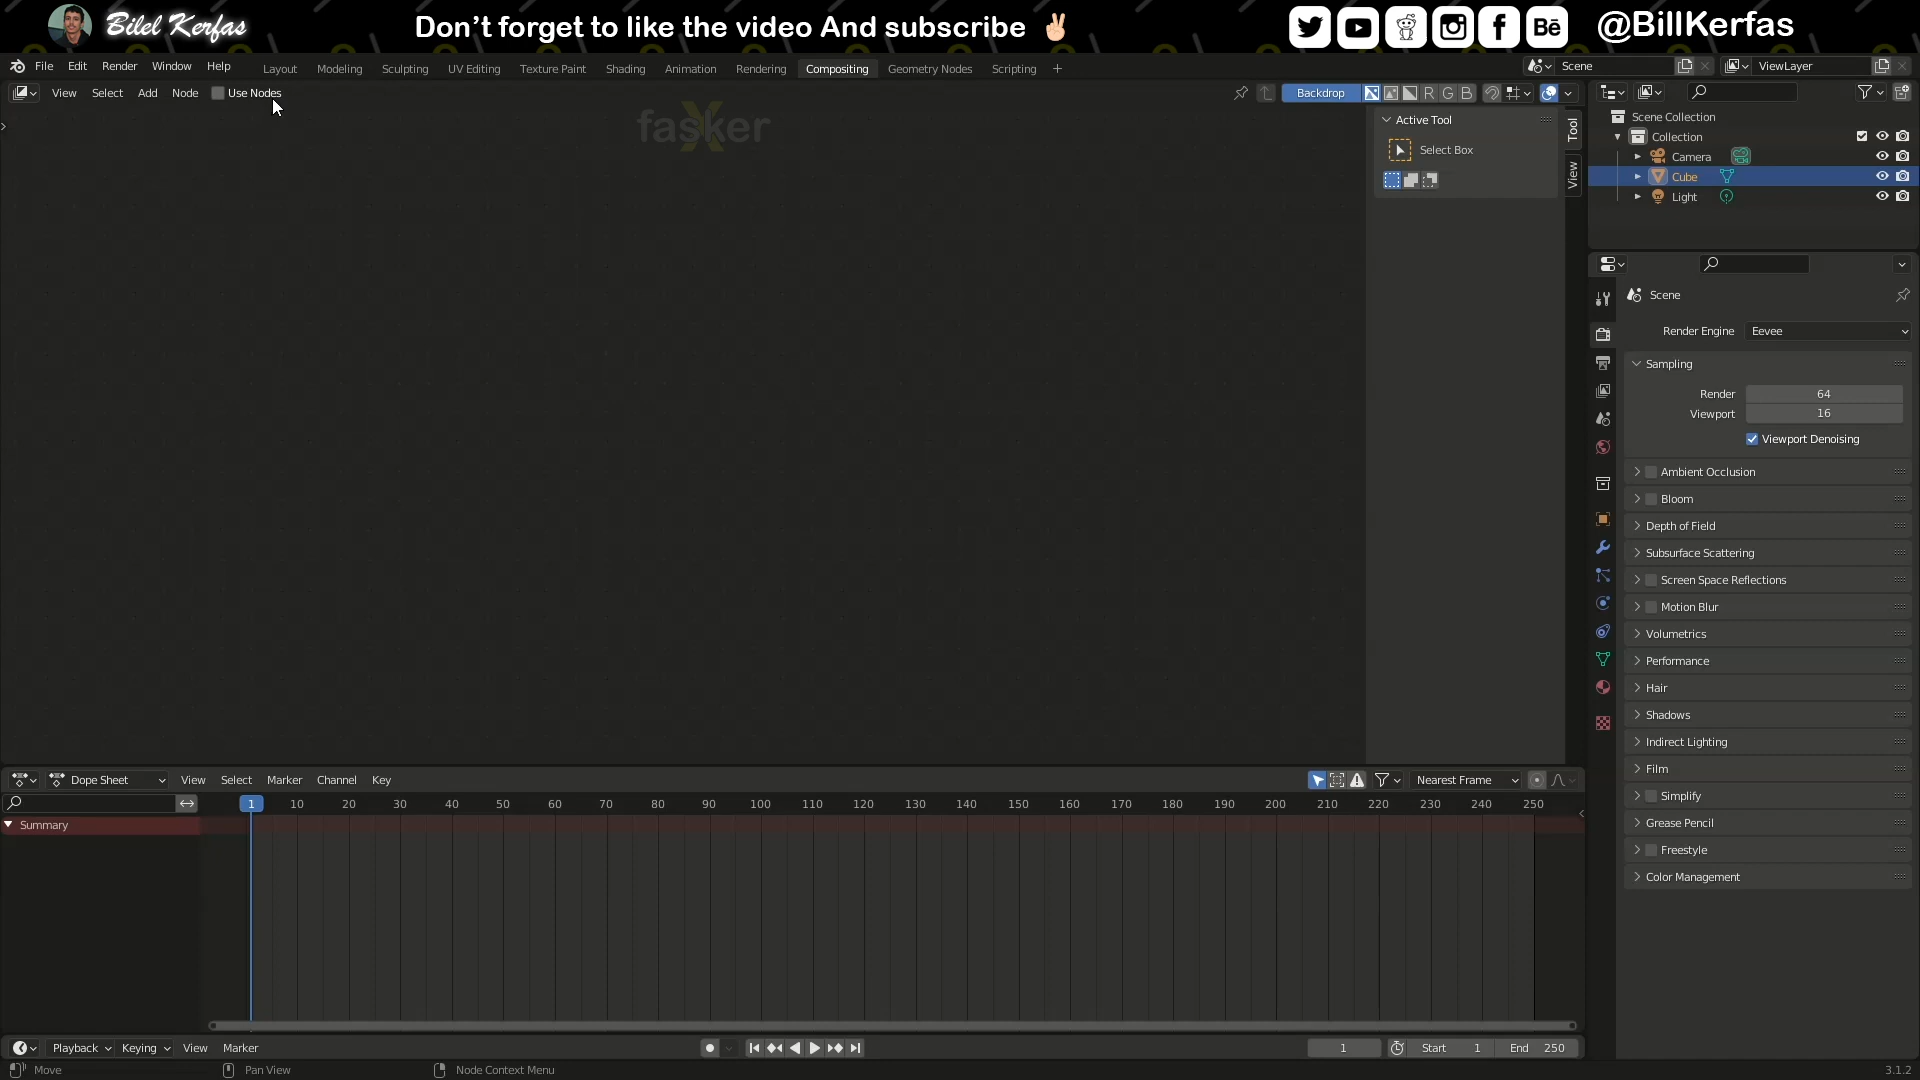 Bilel Kerfas Don't forget to like the video And subscribe ✌🏻 @BillKerfas
File Edit Render Window Help Layout Modeling Sculpting UV Editing Texture Paint Shading Animation Rendering Compositing Geometry Nodes Scripting + Scene ViewLayer
View Select Add Node Use Nodes Backdrop R G B
fasker X
Active Tool
Select Box
Tool
View
Scene Collection
Collection
Camera
Cube
Light
Scene
Render Engine Eevee
Sampling
Render 64
Viewport 16
Viewport Denoising
Ambient Occlusion
Bloom
Depth of Field
Subsurface Scattering
Screen Space Reflections
Motion Blur
Volumetrics
Performance
Hair
Shadows
Indirect Lighting
Film
Simplify
Grease Pencil
Freestyle
Color Management
Dope Sheet View Select Marker Channel Key Nearest Frame
1 10 20 30 40 50 60 70 80 90 100 110 120 130 140 150 160 170 180 190 200 210 220 230 240 250
Summary
Playback Keying View Marker 1 Start 1 End 250
Move Pan View Node Context Menu 3.1.2